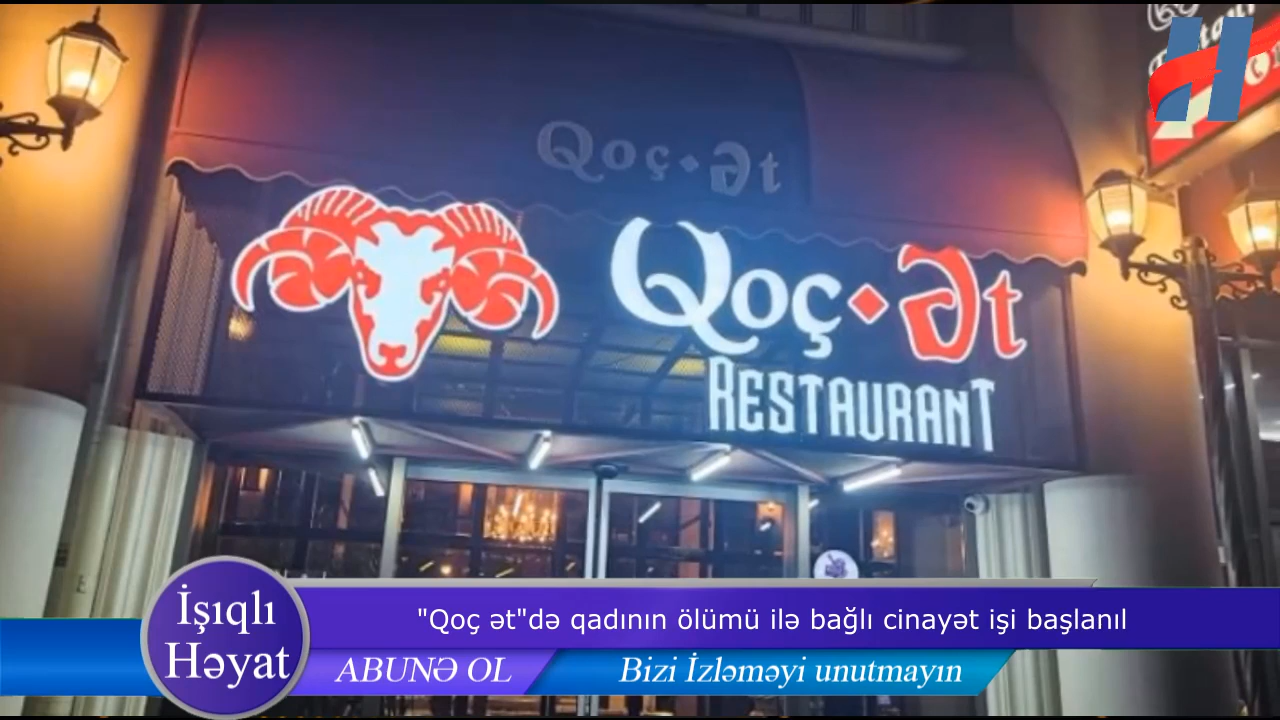 Qoç • Ət
Qoç • Ət
RESTAURANT
İşıqlı
Həyat
"Qoç ət"də qadının ölümü ilə bağlı cinayət işi başlanıl
ABUNƏ OL
Bizi İzləməyi unutmayın